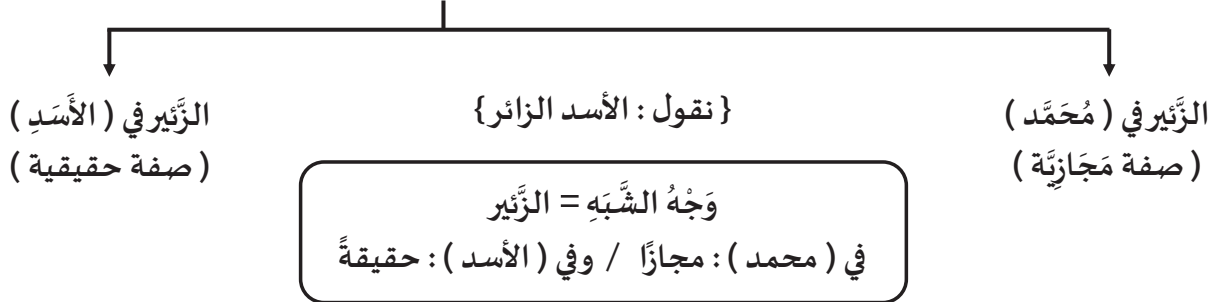 الزَّئير في ( مُحَمَّد )
( صفة مَجَازِيَّة )
{ نقول : الأسد الزائر }
الزَّئير في ( الأَسَدِ )
( صفة حقيقية )
وَجْهُ الشَّبَهِ = الزَّئير
في ( محمد ) : مجازًا / وفي ( الأسد ) : حقيقةً